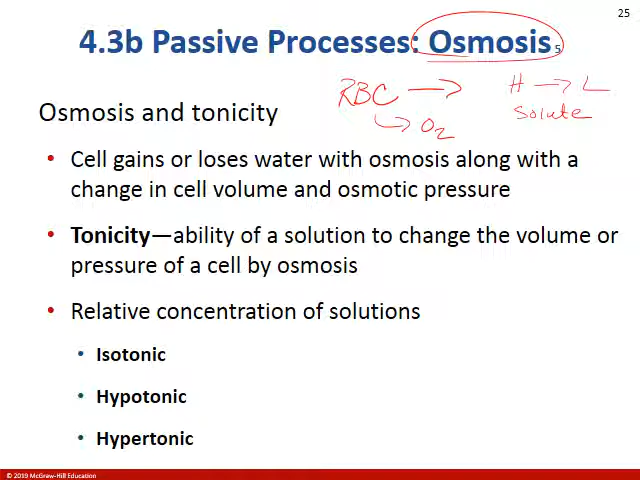 25
4.3b Passive Processes: Osmosis 5
RBC → H → L
↳ O2 Solute
Osmosis and tonicity
• Cell gains or loses water with osmosis along with a
change in cell volume and osmotic pressure
• Tonicity—ability of a solution to change the volume or
pressure of a cell by osmosis
• Relative concentration of solutions
• Isotonic
• Hypotonic
• Hypertonic
© 2019 McGraw-Hill Education